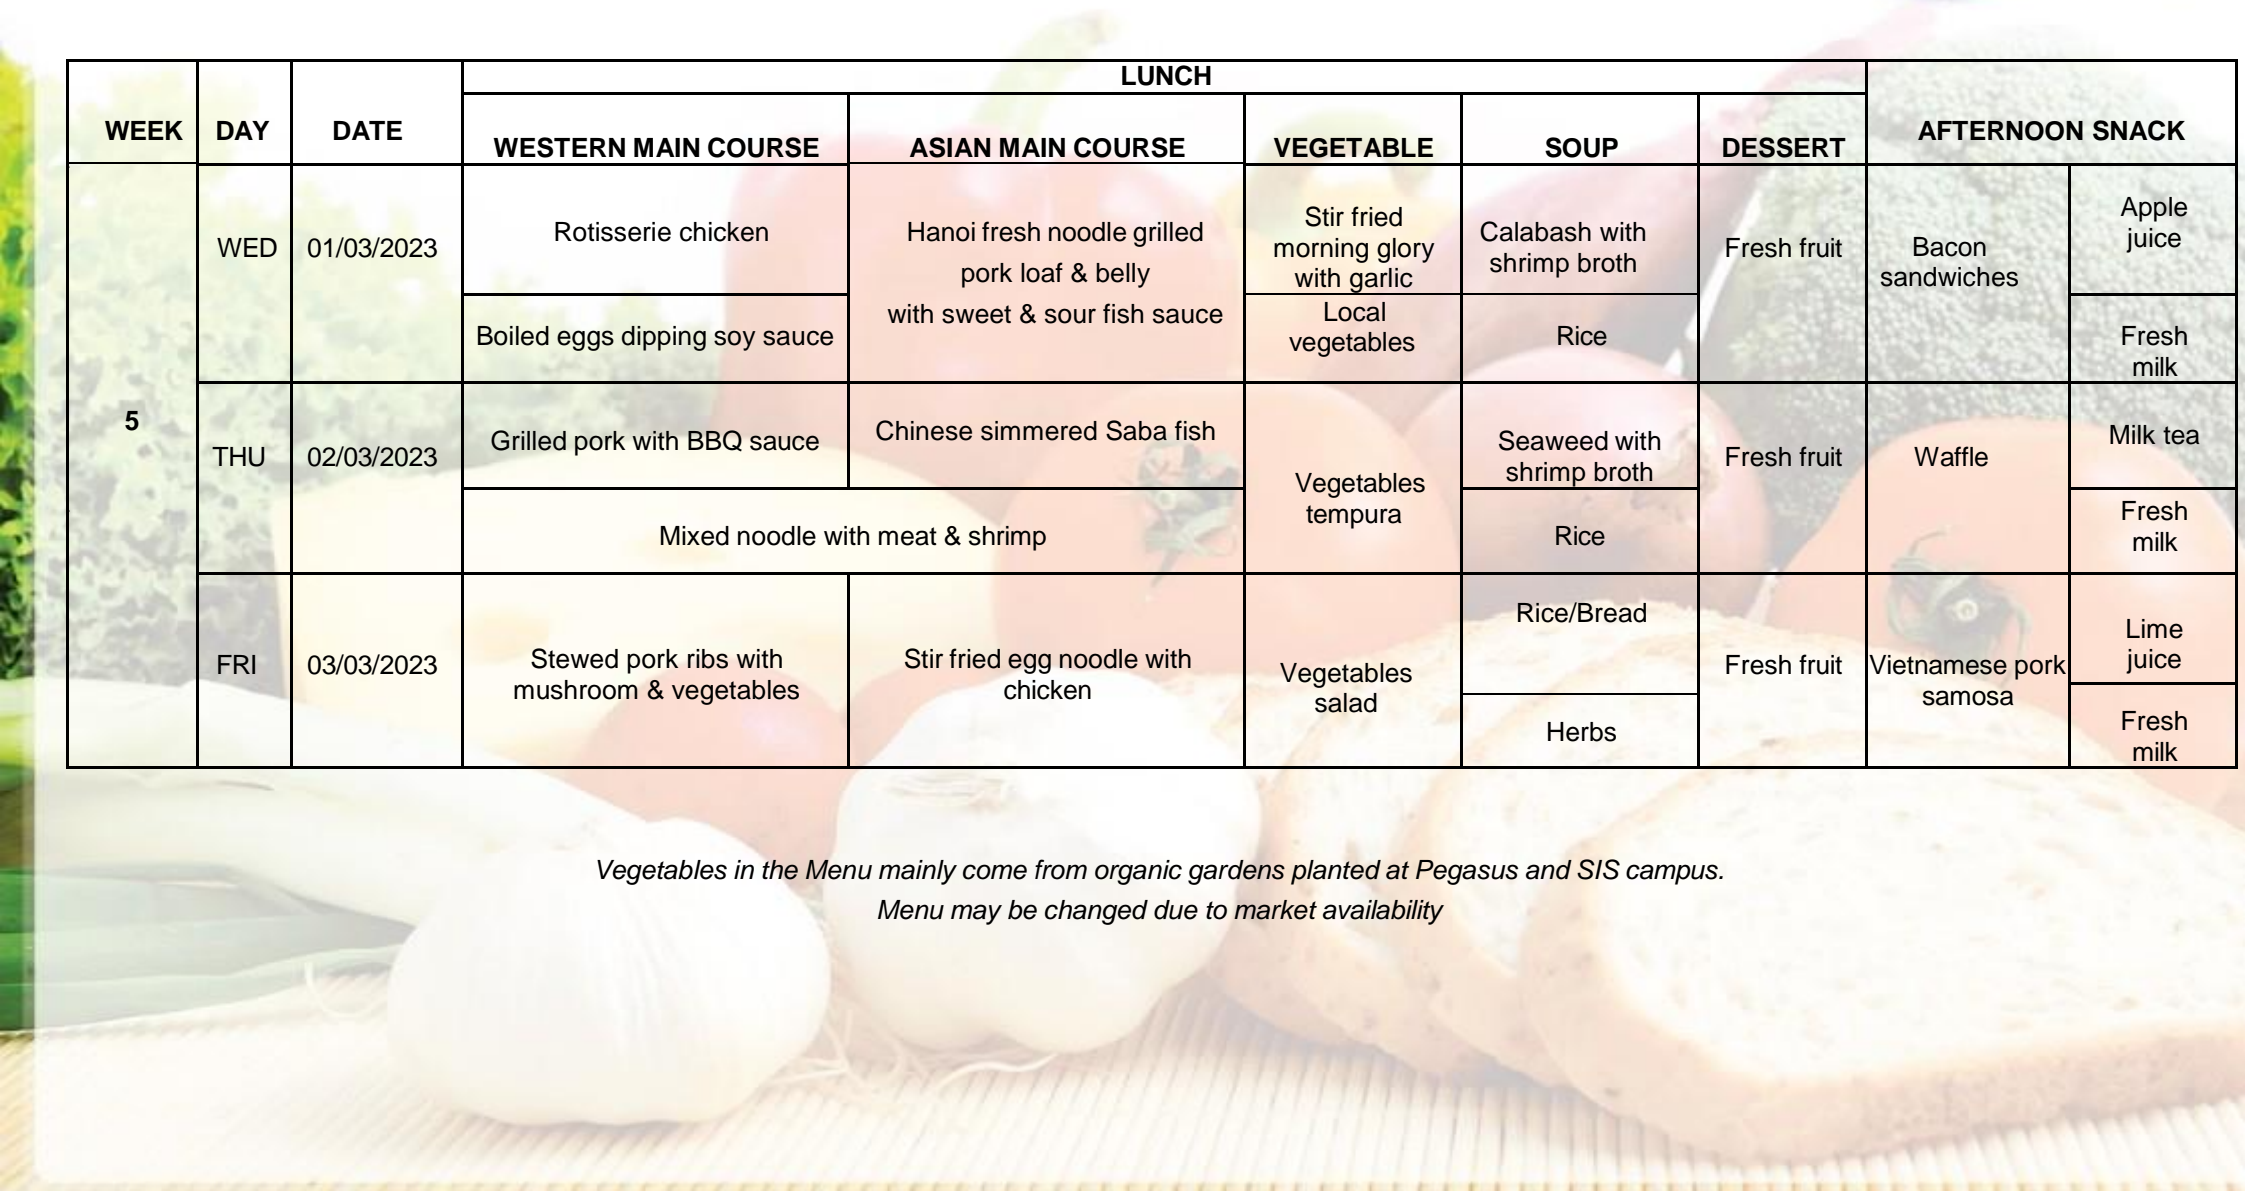 LUNCH
WEEK DAY DATE AFTERNOON SNACK
WESTERN MAIN COURSE ASIAN MAIN COURSE VEGETABLE SOUP DESSERT
5
WED 01/03/2023
Rotisserie chicken
Boiled eggs dipping soy sauce
Hanoi fresh noodle grilled
pork loaf & belly
with sweet & sour fish sauce
Stir fried
morning glory
with garlic
Local
vegetables
Calabash with
shrimp broth
Rice
Fresh fruit
Bacon
sandwiches
Apple
juice
Fresh
milk
THU 02/03/2023
Grilled pork with BBQ sauce
Chinese simmered Saba fish
Mixed noodle with meat & shrimp
Vegetables
tempura
Seaweed with
shrimp broth
Rice
Fresh fruit
Waffle
Milk tea
Fresh
milk
FRI 03/03/2023
Stewed pork ribs with
mushroom & vegetables
Stir fried egg noodle with
chicken
Vegetables
salad
Rice/Bread
Herbs
Fresh fruit
Vietnamese pork
samosa
Lime
juice
Fresh
milk
Vegetables in the Menu mainly come from organic gardens planted at Pegasus and SIS campus.
Menu may be changed due to market availability